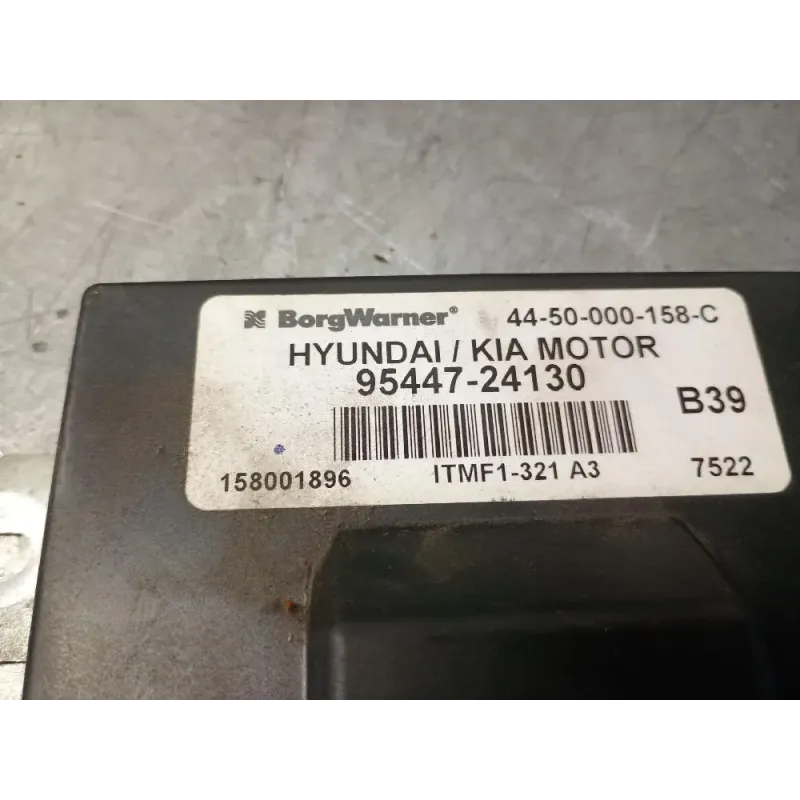 BorgWarner® 44-50-000-158-C
HYUNDAI / KIA MOTOR
95447-24130
B39
158001896 ITMF1-321 A3 7522